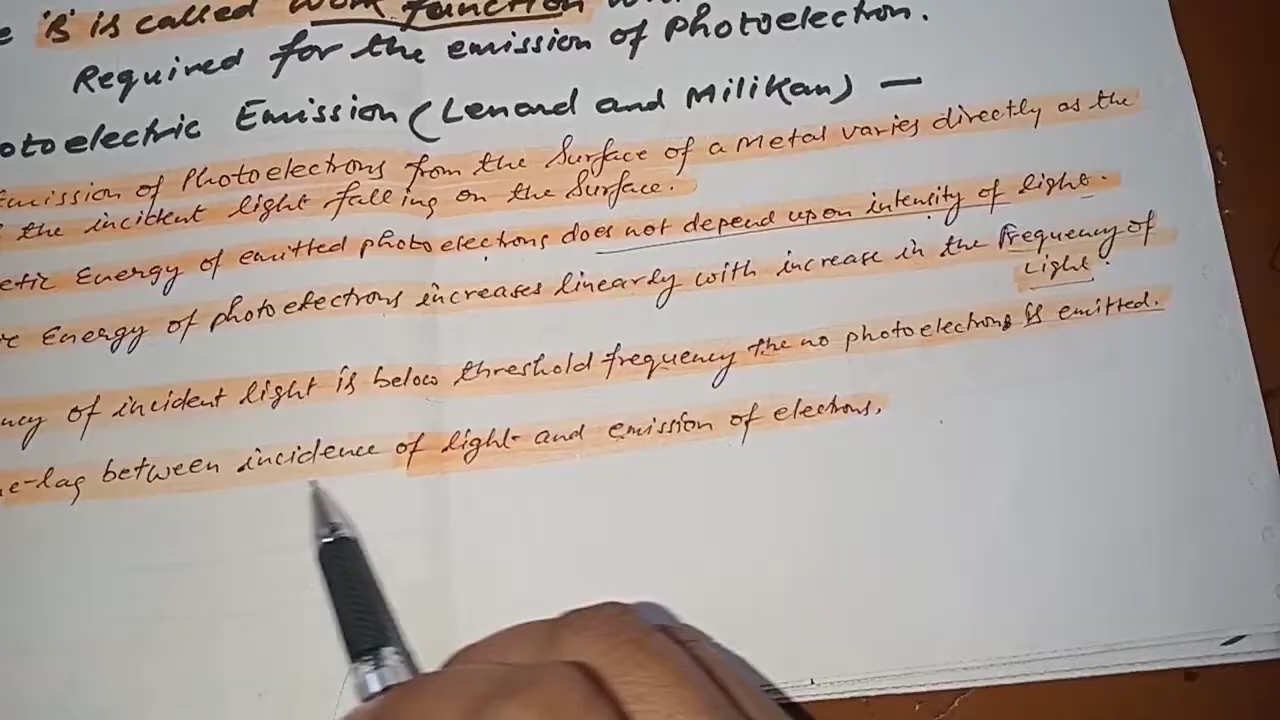 'B' is called work function
Required for the emission of Photoelectron.
otoelectric Emission (Lenard and Milikan) —
Emission of Photoelectrons from the Surface of a Metal varies directly as the
the incident light falling on the Surface.
etic Energy of emitted photoelectrons does not depend upon intensity of light.
c Energy of photoelectrons increases linearly with increase in the Frequency of
Light.
ncy of incident light is below threshold frequency the no photoelectrons is emitted.
e-lag between incidence of light and emission of electrons.